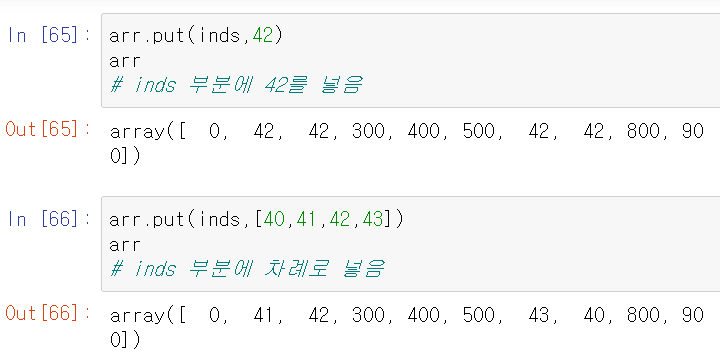 In [65]: arr.put(inds,42)
arr
# inds 부분에 42를 넣음
Out[65]: array([  0,  42,  42, 300, 400, 500,  42,  42, 800, 90
0])
In [66]: arr.put(inds,[40,41,42,43])
arr
# inds 부분에 차례로 넣음
Out[66]: array([  0,  41,  42, 300, 400, 500,  43,  40, 800, 90
0])